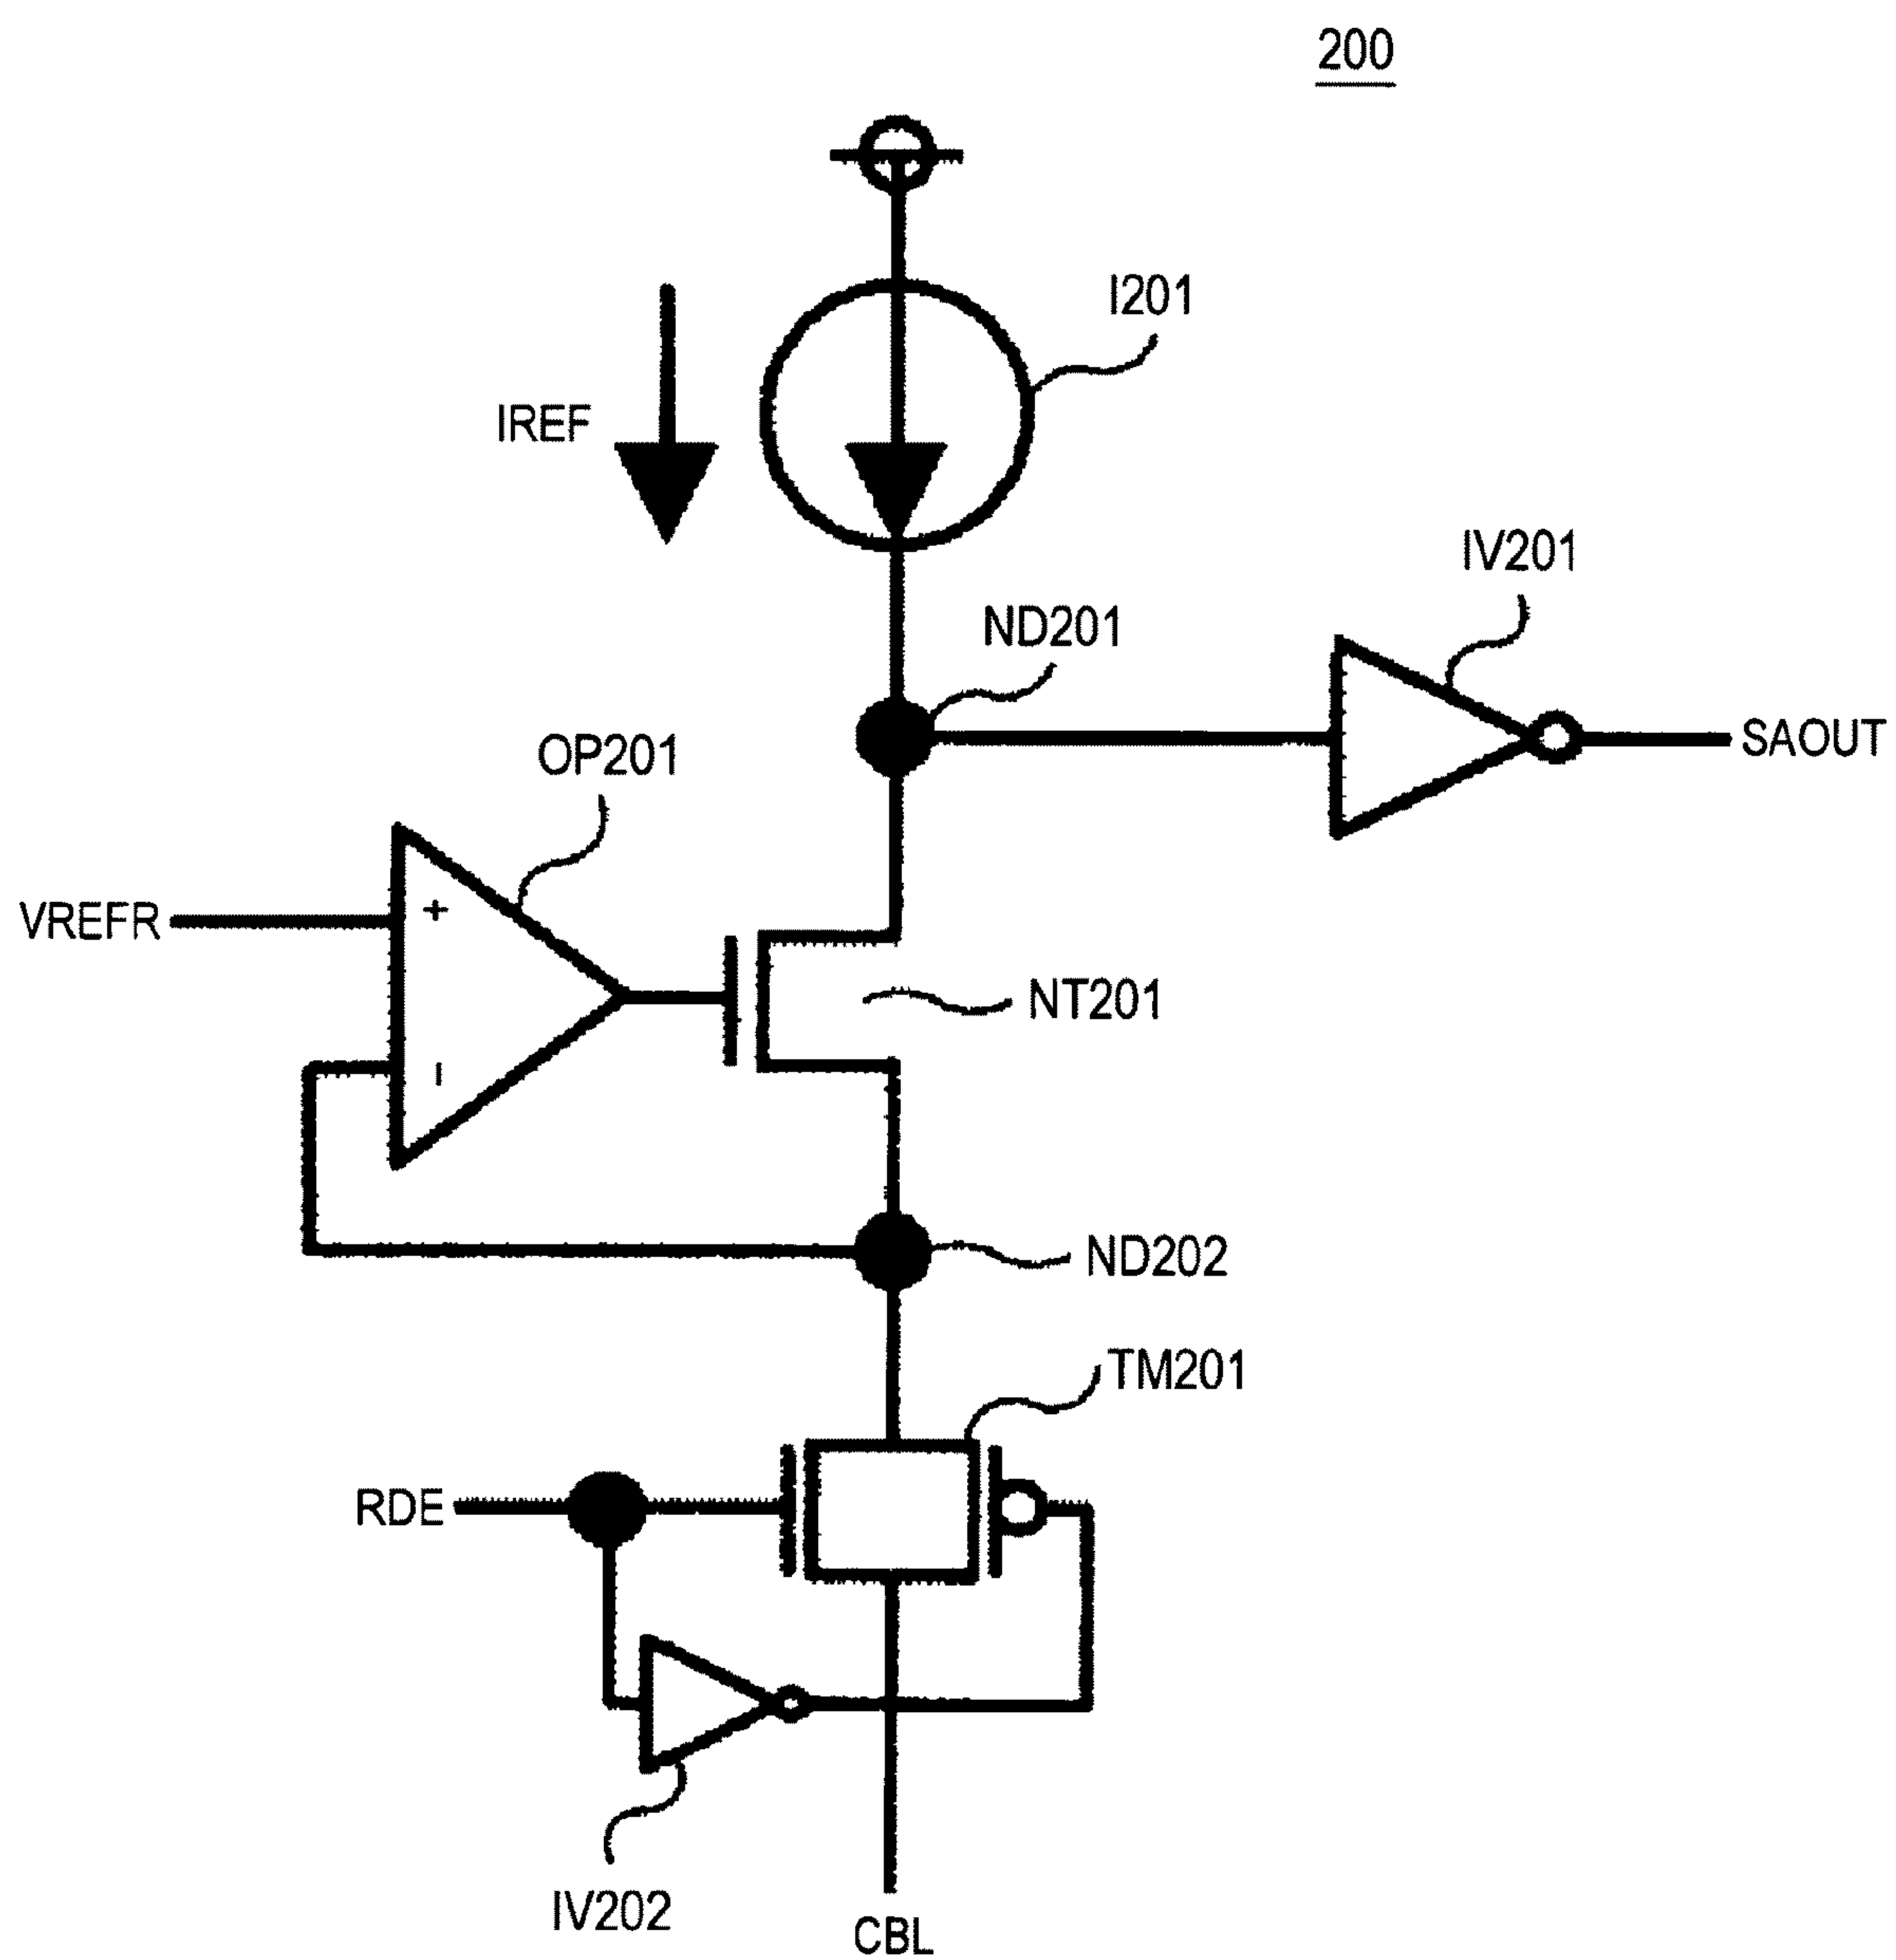 200
I201
IREF
IV201
ND201
SAOUT
OP201
+
VREFR
NT201
-
ND202
TM201
RDE
IV202
CBL